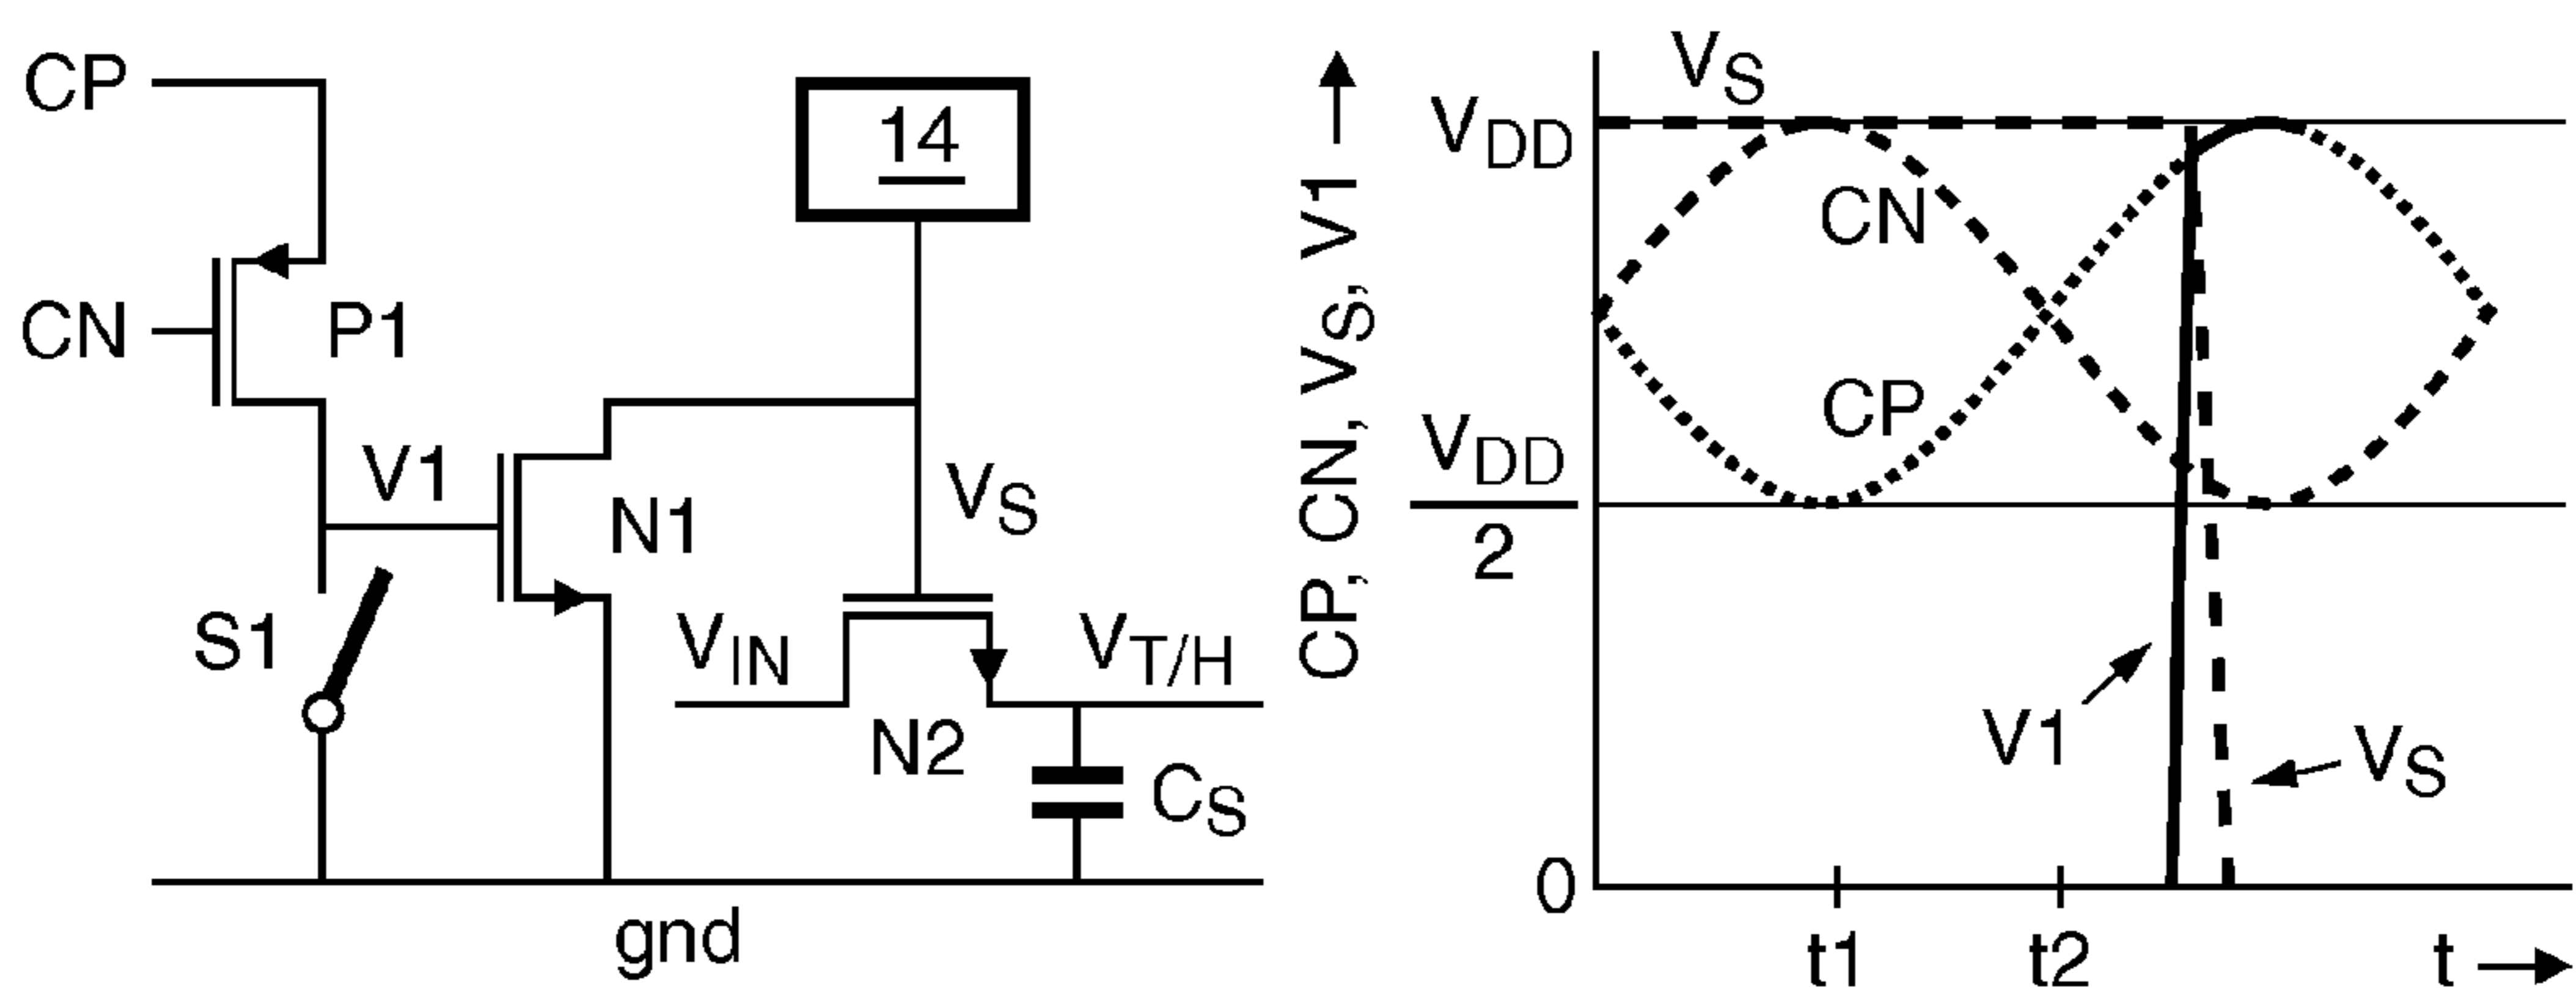 CP
14
CN
P1
V1
N1
VS
S1
VIN
VT/H
N2
CS
gnd
CP, CN, VS, V1
VS
VDD
CN
CP
VDD
2
V1
VS
0
t1
t2
t